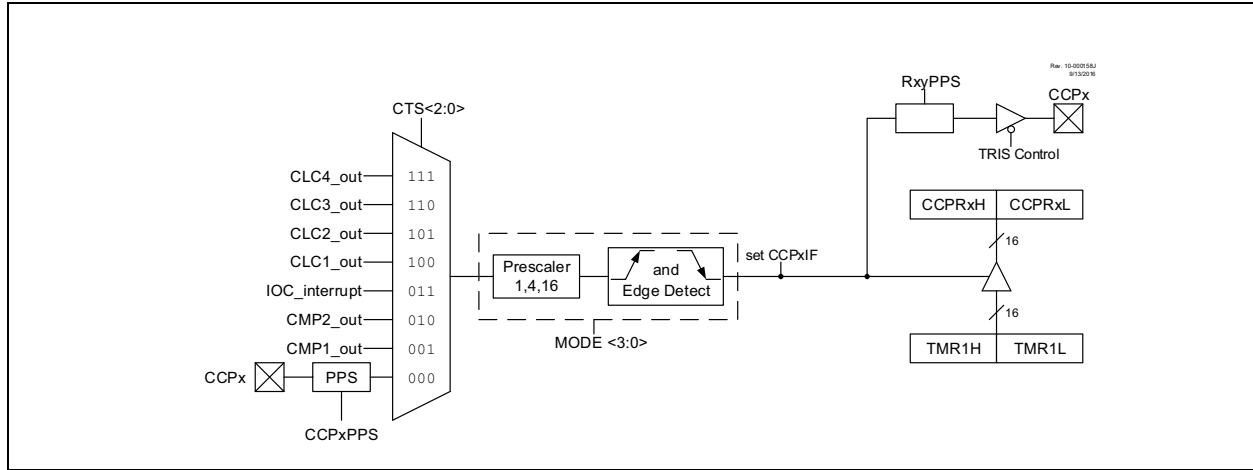 Rev. 10-000158J
9/13/2016
RxyPPS
CCPx
CTS<2:0>
TRIS Control
CLC4_out 111
CLC3_out 110
CCPRxH CCPRxL
CLC2_out 101
16
set CCPxIF
CLC1_out 100
Prescaler
1,4,16
and
Edge Detect
IOC_interrupt 011
16
CMP2_out 010
MODE <3:0>
CMP1_out 001
TMR1H TMR1L
CCPx PPS 000
CCPxPPS